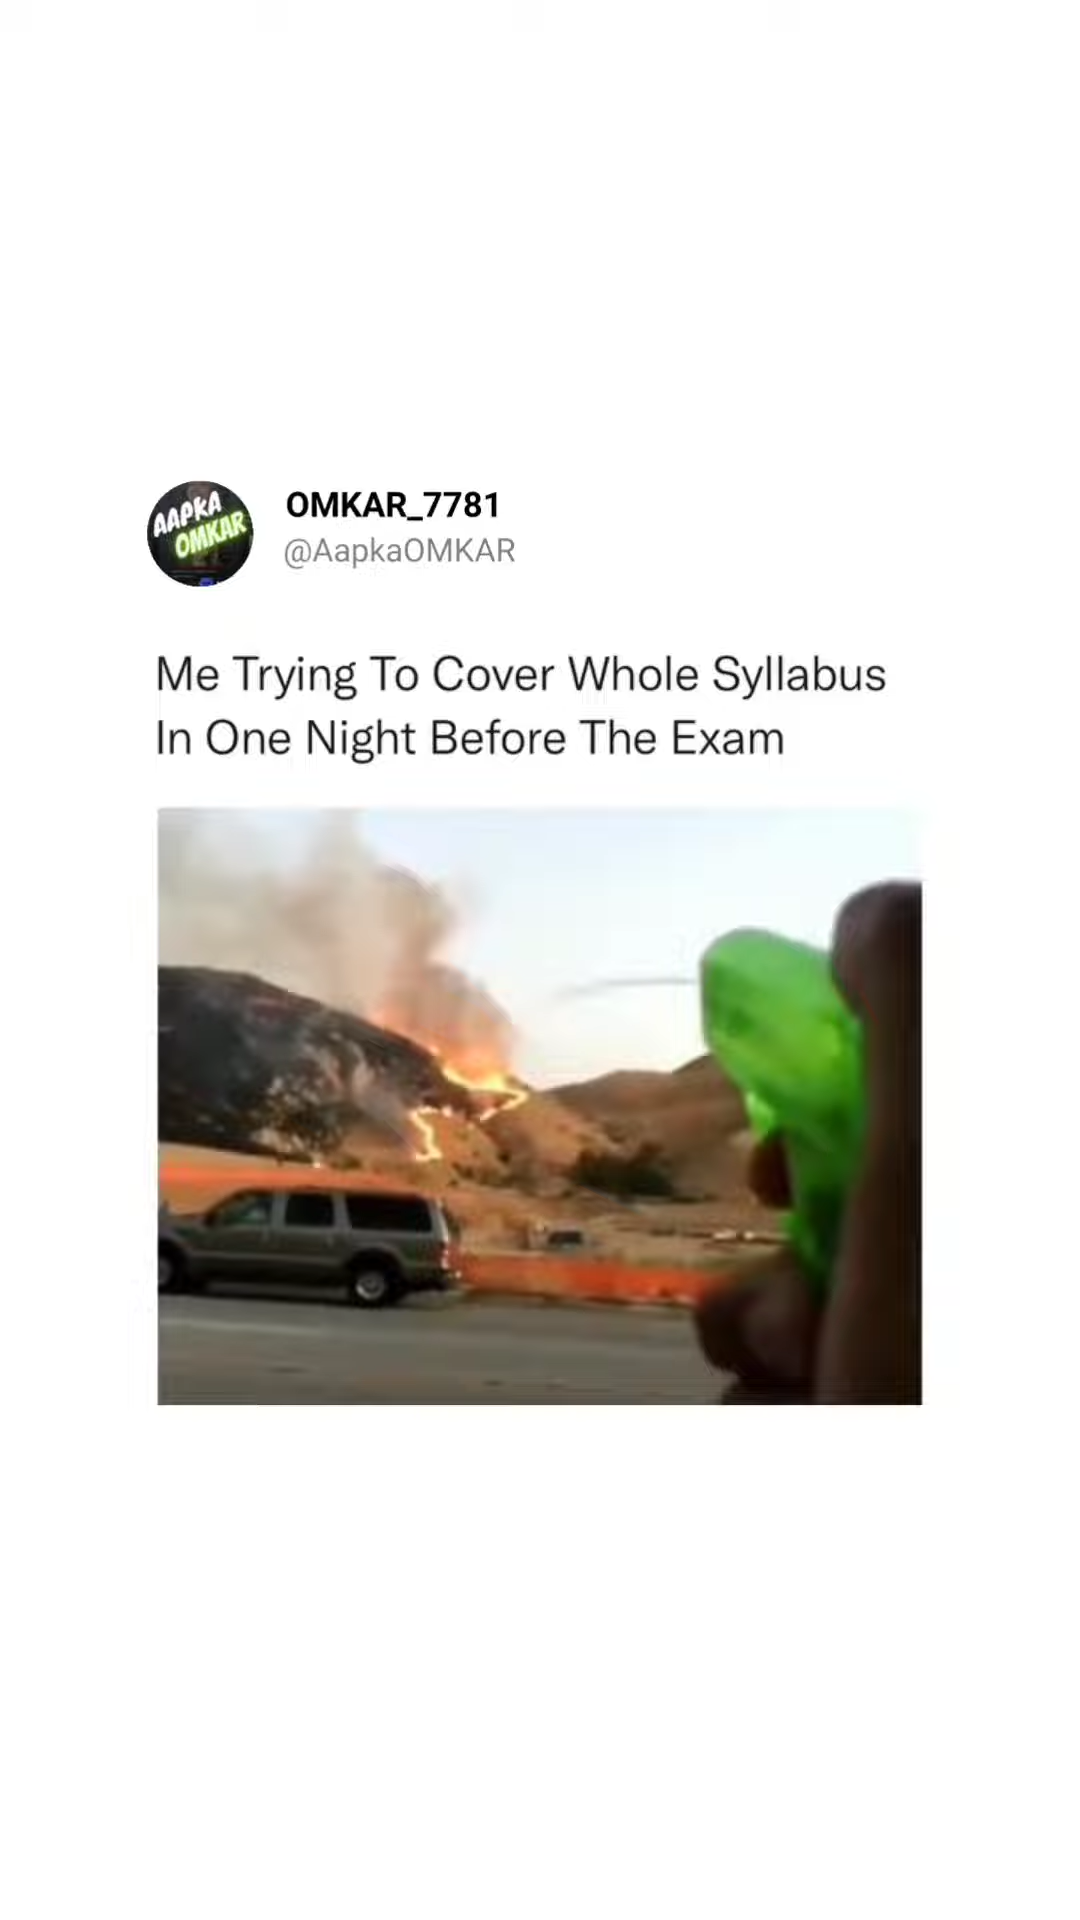 AAPKA
OMKAR
OMKAR_7781
@AapkaOMKAR
Me Trying To Cover Whole Syllabus
In One Night Before The Exam